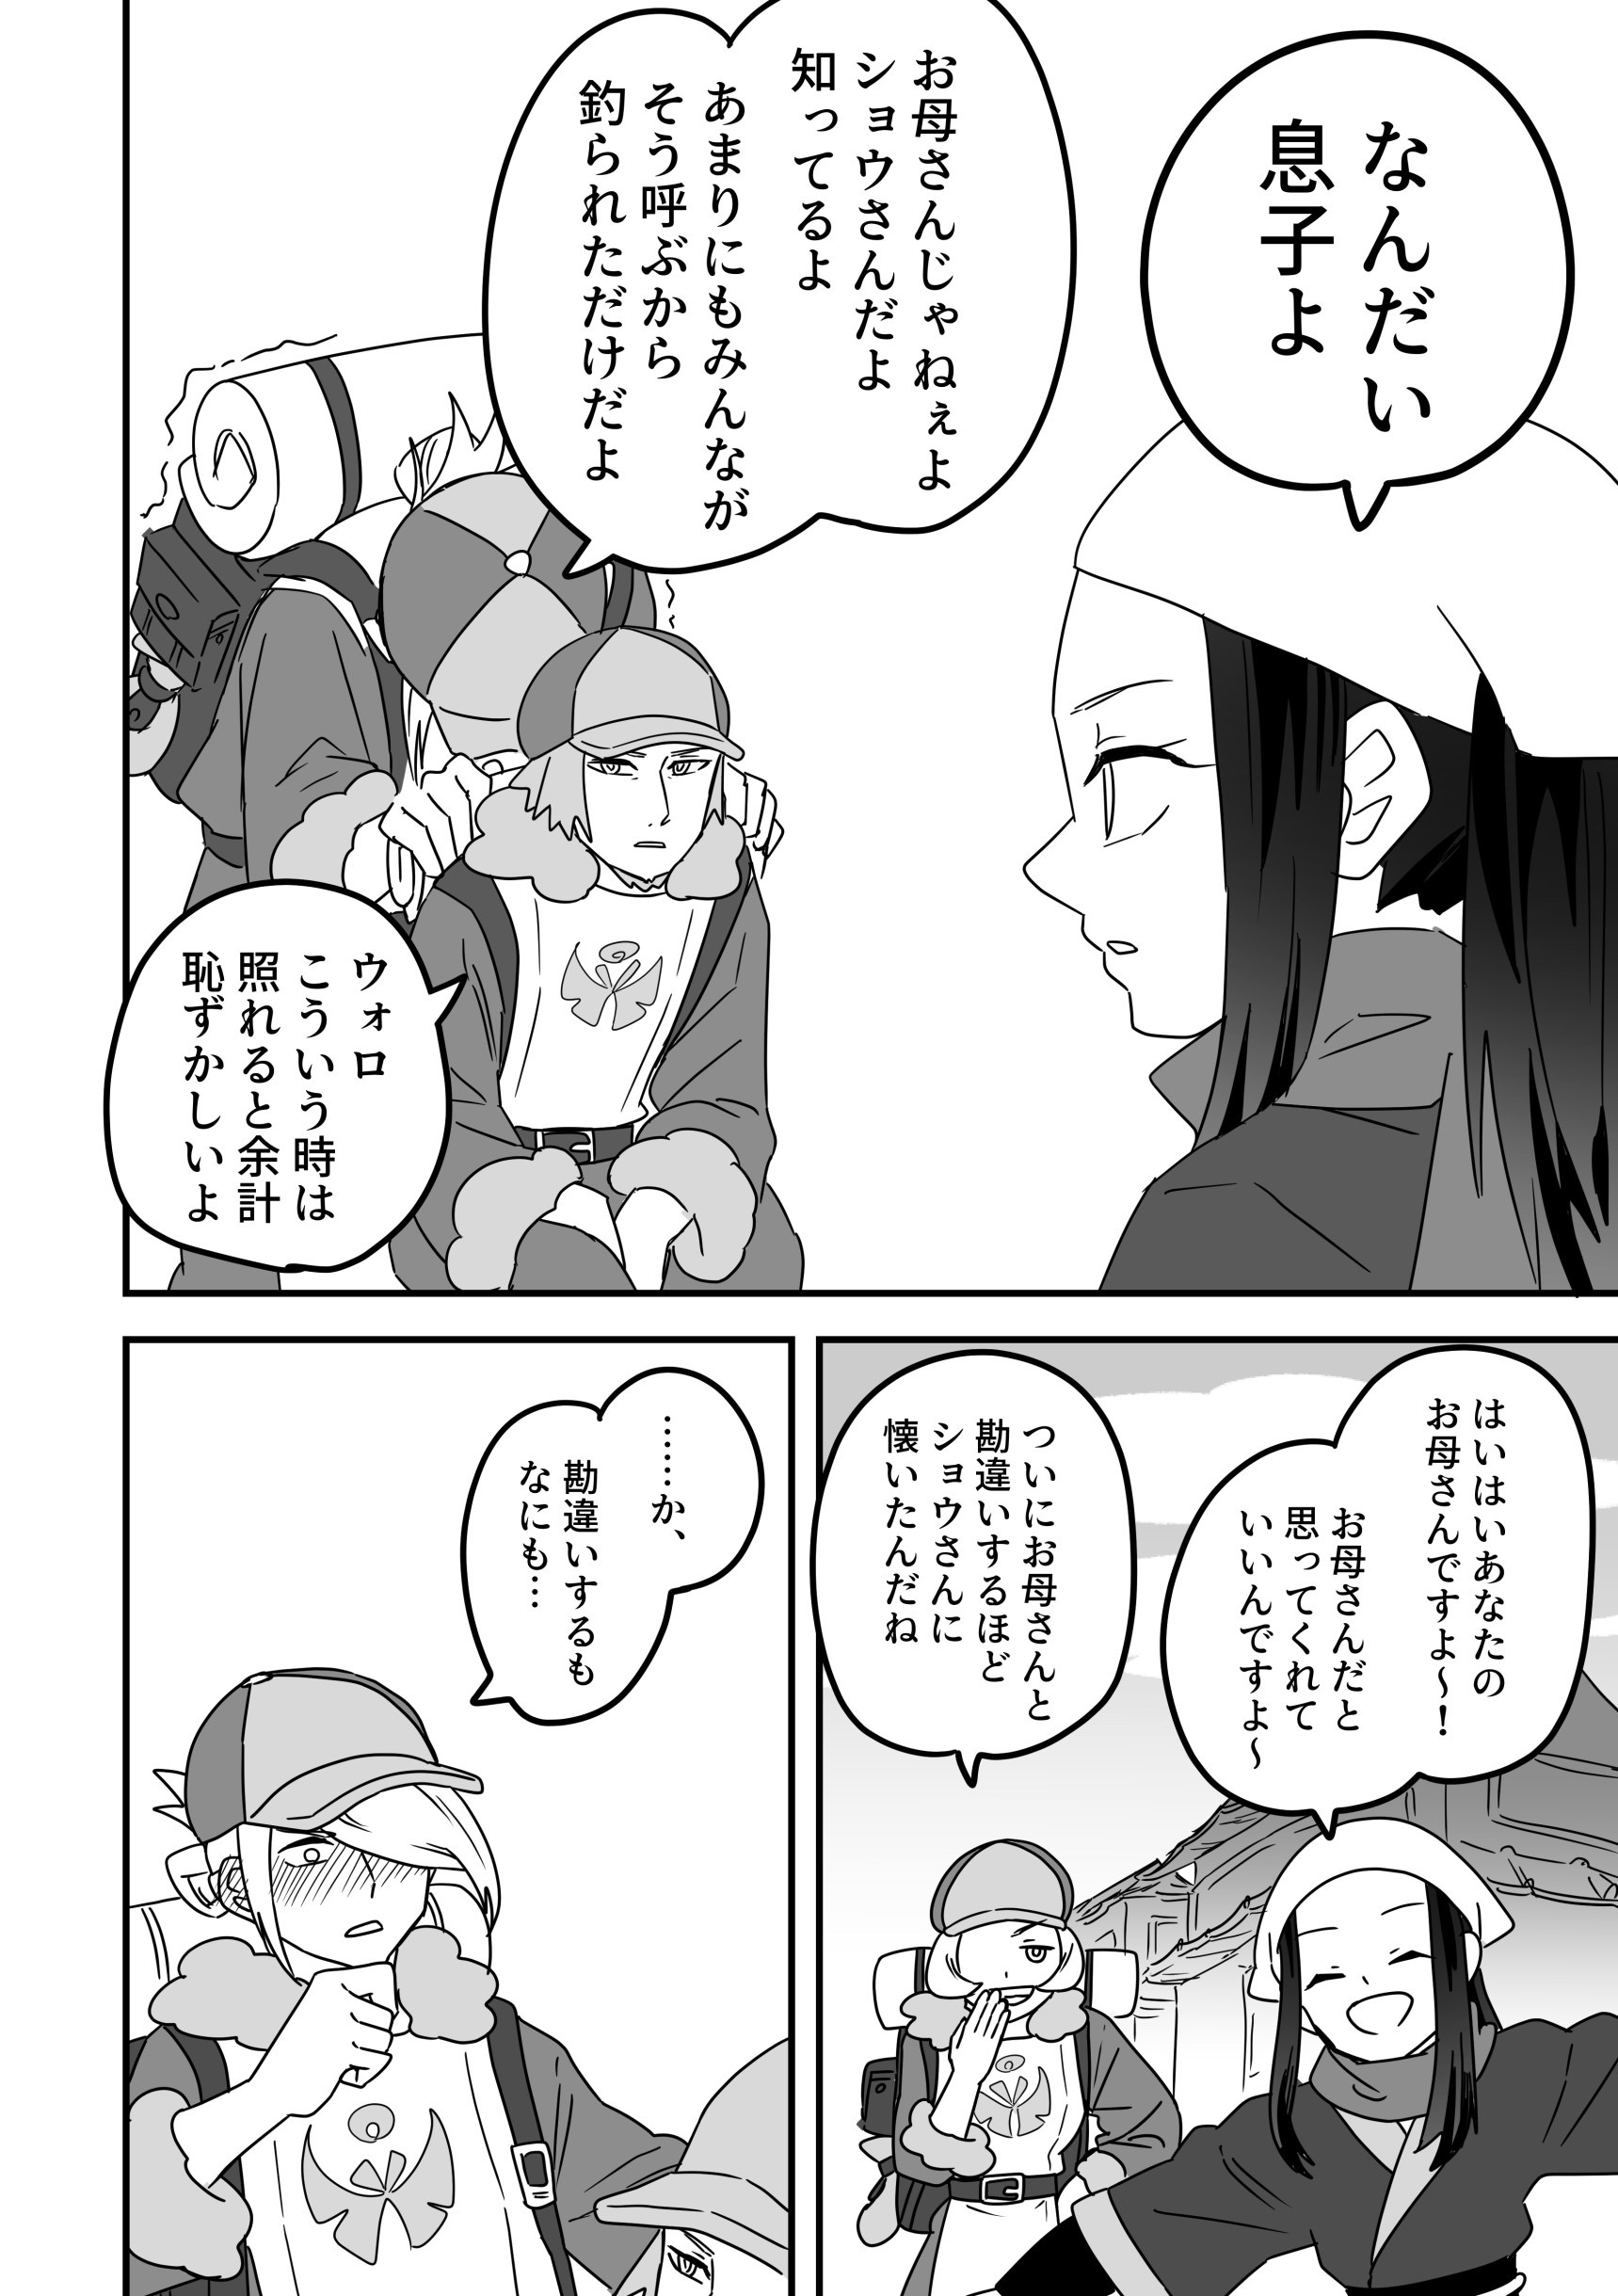 なんだい
息子よ
お母さんじゃねぇよ
ショウさんだよ
知ってるよ
あまりにもみんなが
そう呼ぶから
釣られただけだよ
ウォロ
こういう時は
照れると余計
恥ずかしいよ
はいはいあなたの
お母さんですよ～！
お母さんだと
思ってくれて
いいんですよ～
ついにお母さんと
勘違いするほど
ショウさんに
懐いたんだね
……か、
勘違いするも
なにも…